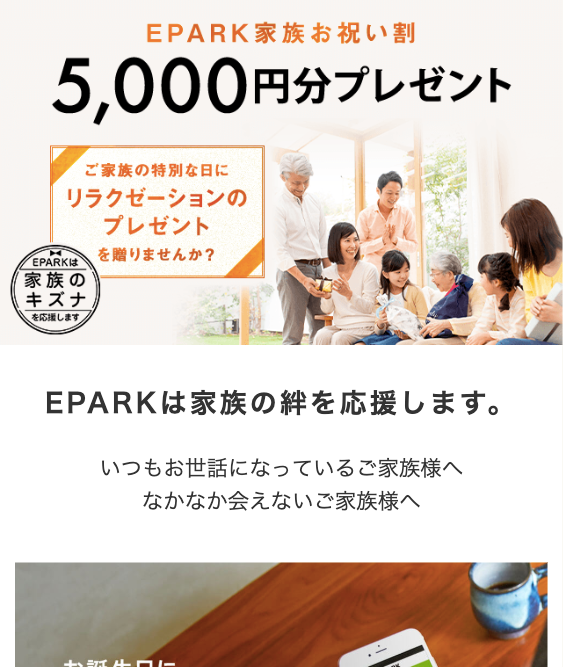 EPARK家族お祝い割
5,000円分プレゼント
ご家族の特別な日に
リラクゼーションの
プレゼント
を贈りませんか？
EPARKは
家族の
キズナ
を応援します
EPARKは家族の絆を応援します。
いつもお世話になっているご家族様へ
なかなか会えないご家族様へ
お誕生日に